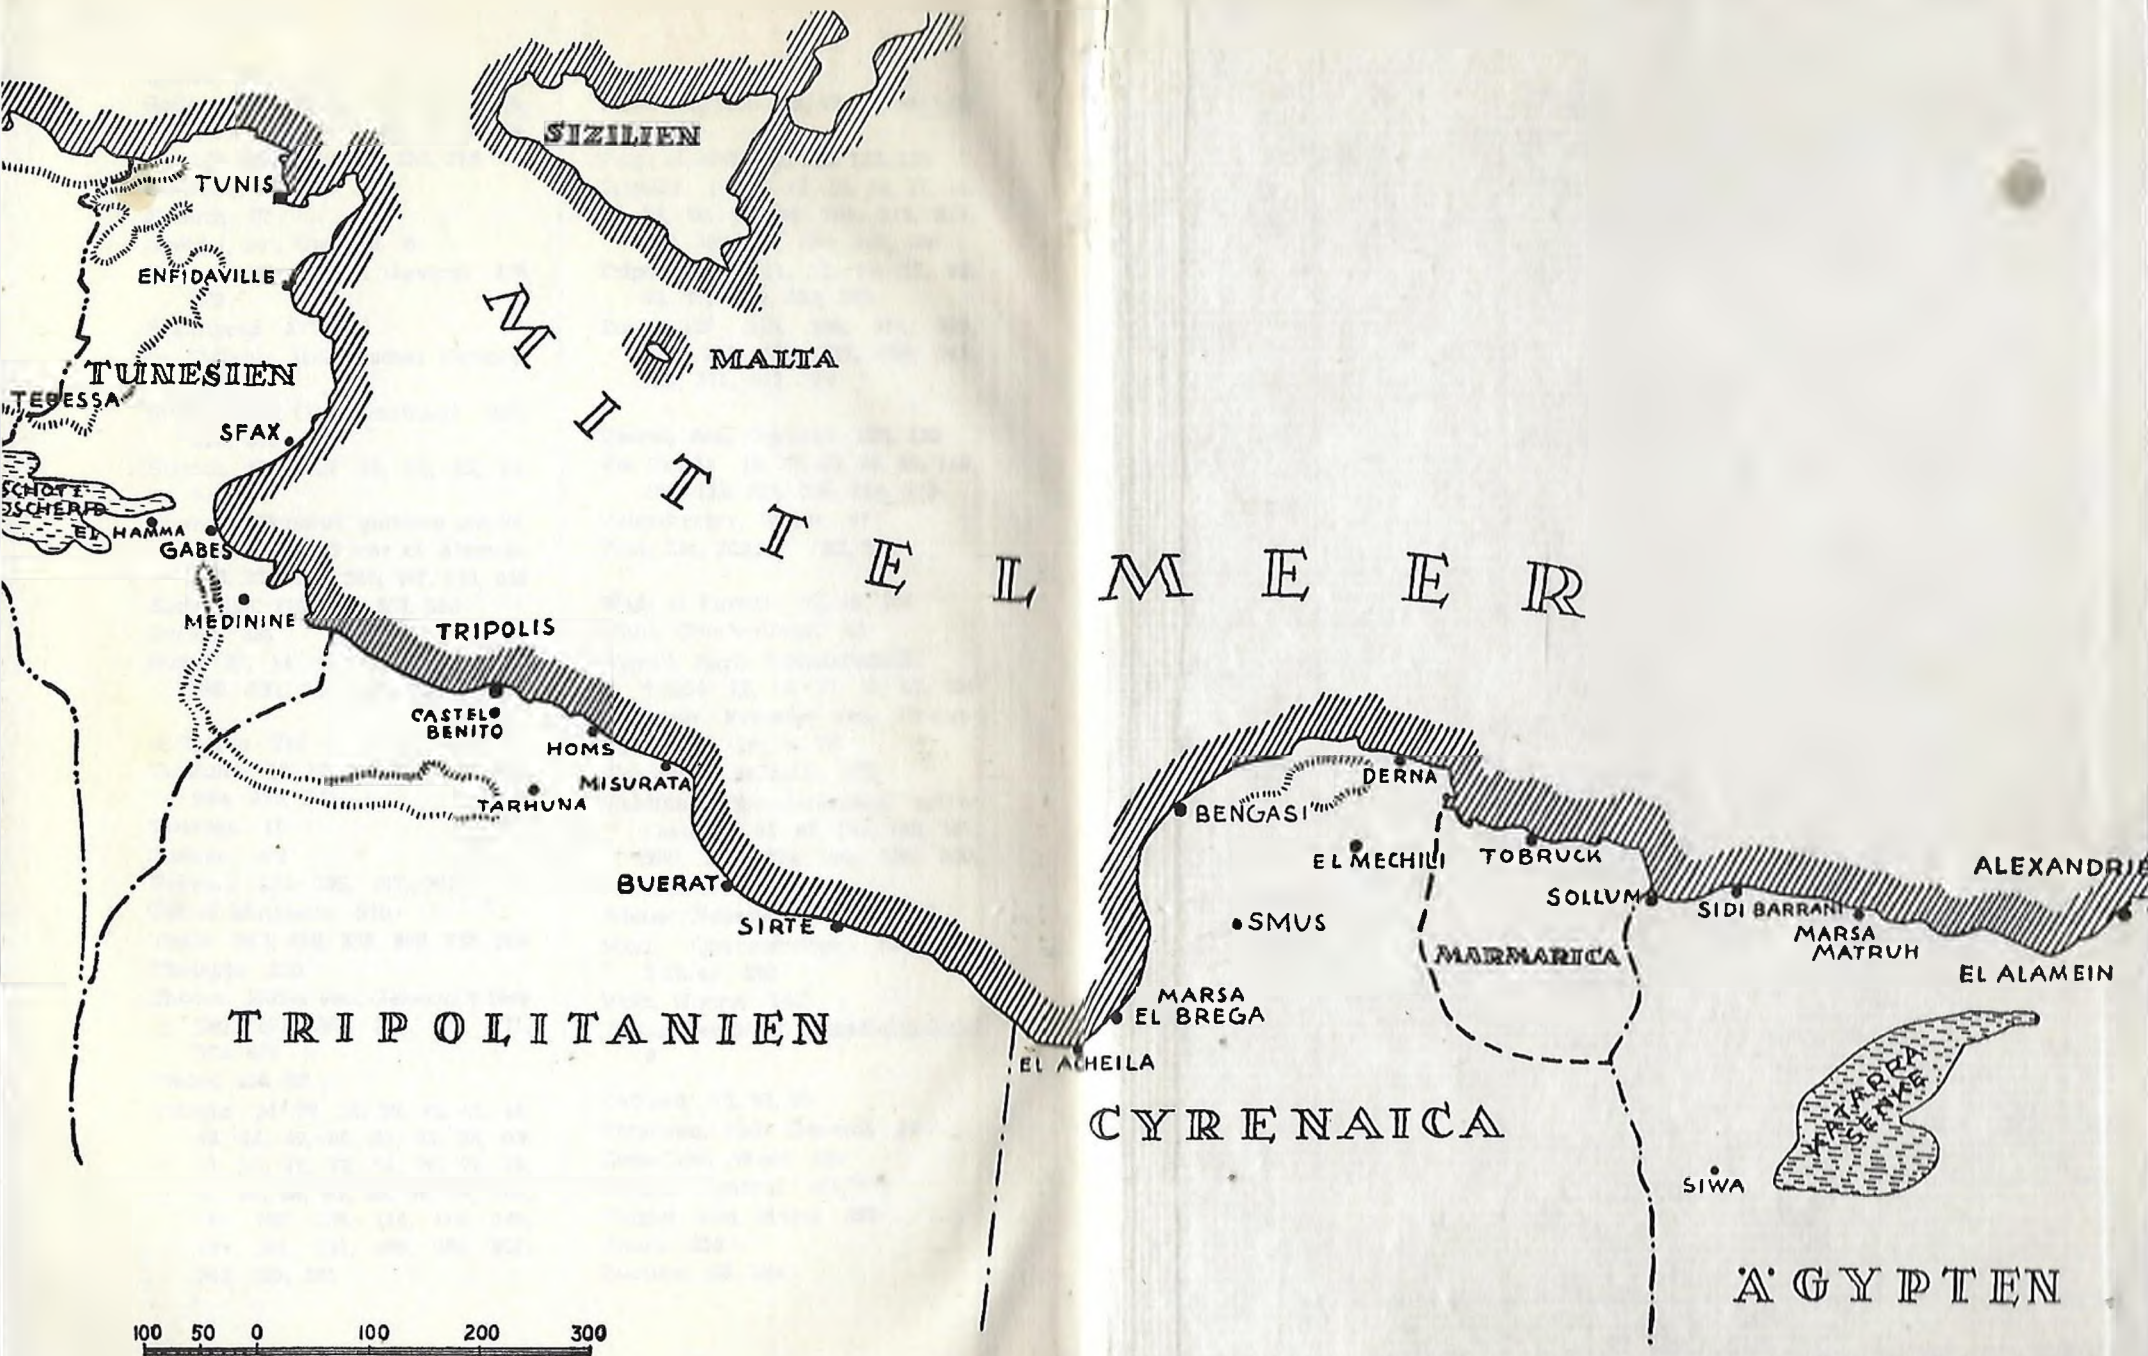 SIZILIEN
TUNIS
ENFIDAVILLE
MALTA
TUNESIEN
TEBESSA
SFAX
SCHOTT
DSCHERID
EL HAMMA
GABES
MEDININE
MITTELMEER
TRIPOLIS
CASTEL
BENITO
HOMS
MISURATA
TARHUNA
BUERAT
SIRTE
TRIPOLITANIEN
EL ACHEILA
MARSA
EL BREGA
BENGASI
DERNA
EL MECHILI
SMUS
TOBRUCK
SOLLUM
MARMARICA
SIDI BARRANI
MARSA
MATRUH
ALEXANDRIE
EL ALAMEIN
CYRENAICA
KATARRA
SENKE
SIWA
ÄGYPTEN
100 50 0 100 200 300